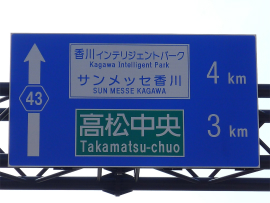 香川インテリジェントパーク
Kagawa Intelligent Park
サンメッセ香川
SUN MESSE KAGAWA
4 km
43
高松中央
Takamatsu-chuo
3 km